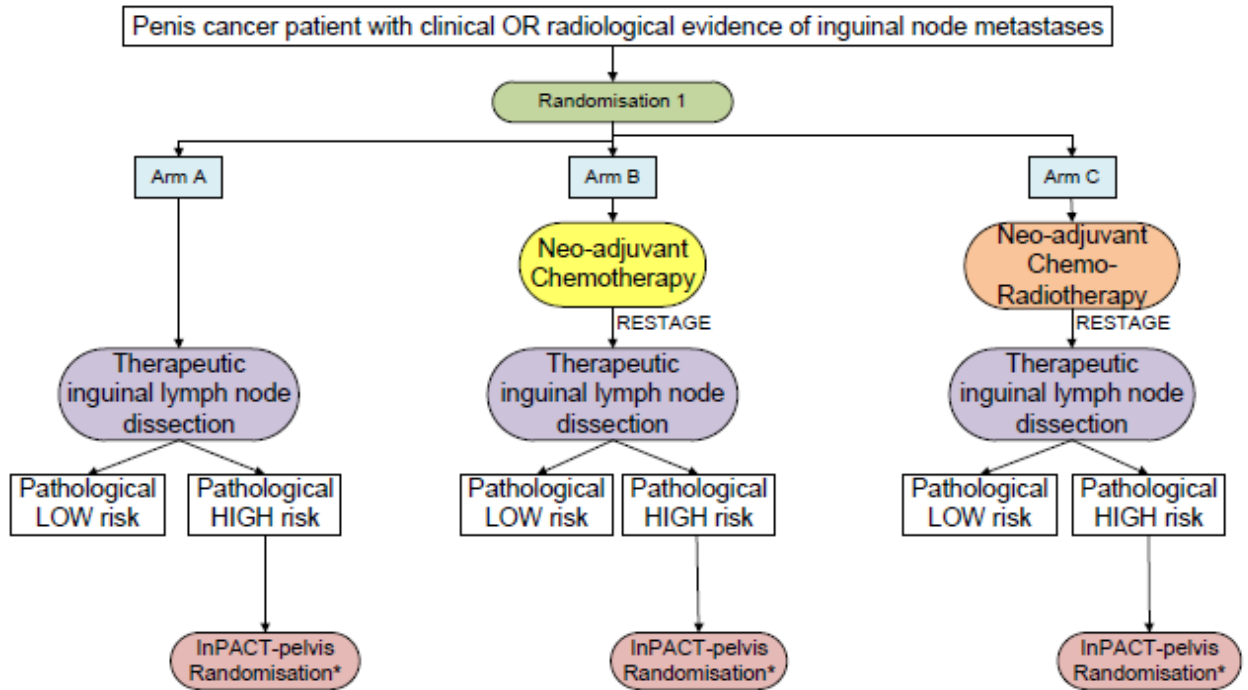 Penis cancer patient with clinical OR radiological evidence of inguinal node metastases
Randomisation 1
Arm A
Arm B
Arm C
Neo-adjuvant
Chemotherapy
Neo-adjuvant
Chemo-
Radiotherapy
RESTAGE
RESTAGE
Therapeutic
inguinal lymph node
dissection
Therapeutic
inguinal lymph node
dissection
Therapeutic
inguinal lymph node
dissection
Pathological
LOW risk
Pathological
HIGH risk
Pathological
LOW risk
Pathological
HIGH risk
Pathological
LOW risk
Pathological
HIGH risk
InPACT-pelvis
Randomisation*
InPACT-pelvis
Randomisation*
InPACT-pelvis
Randomisation*